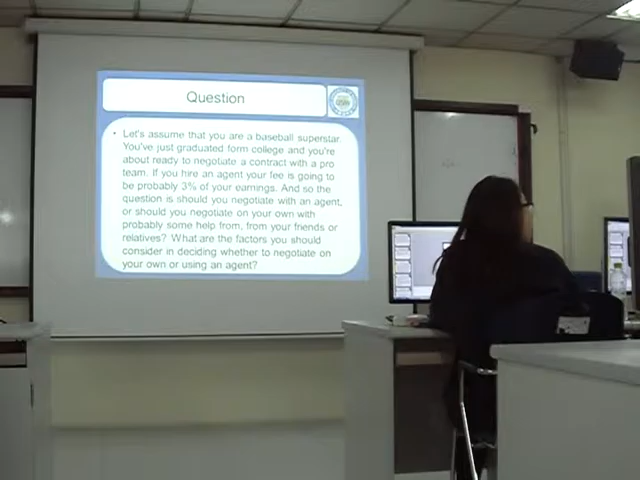 Question
• Let's assume that you are a baseball superstar.
You've just graduated form college and you're
about ready to negotiate a contract with a pro
team. If you hire an agent your fee is going to
be probably 3% of your earnings. And so the
question is should you negotiate with an agent,
or should you negotiate on your own with
probably some help from, from your friends or
relatives? What are the factors you should
consider in deciding whether to negotiate on
your own or using an agent?